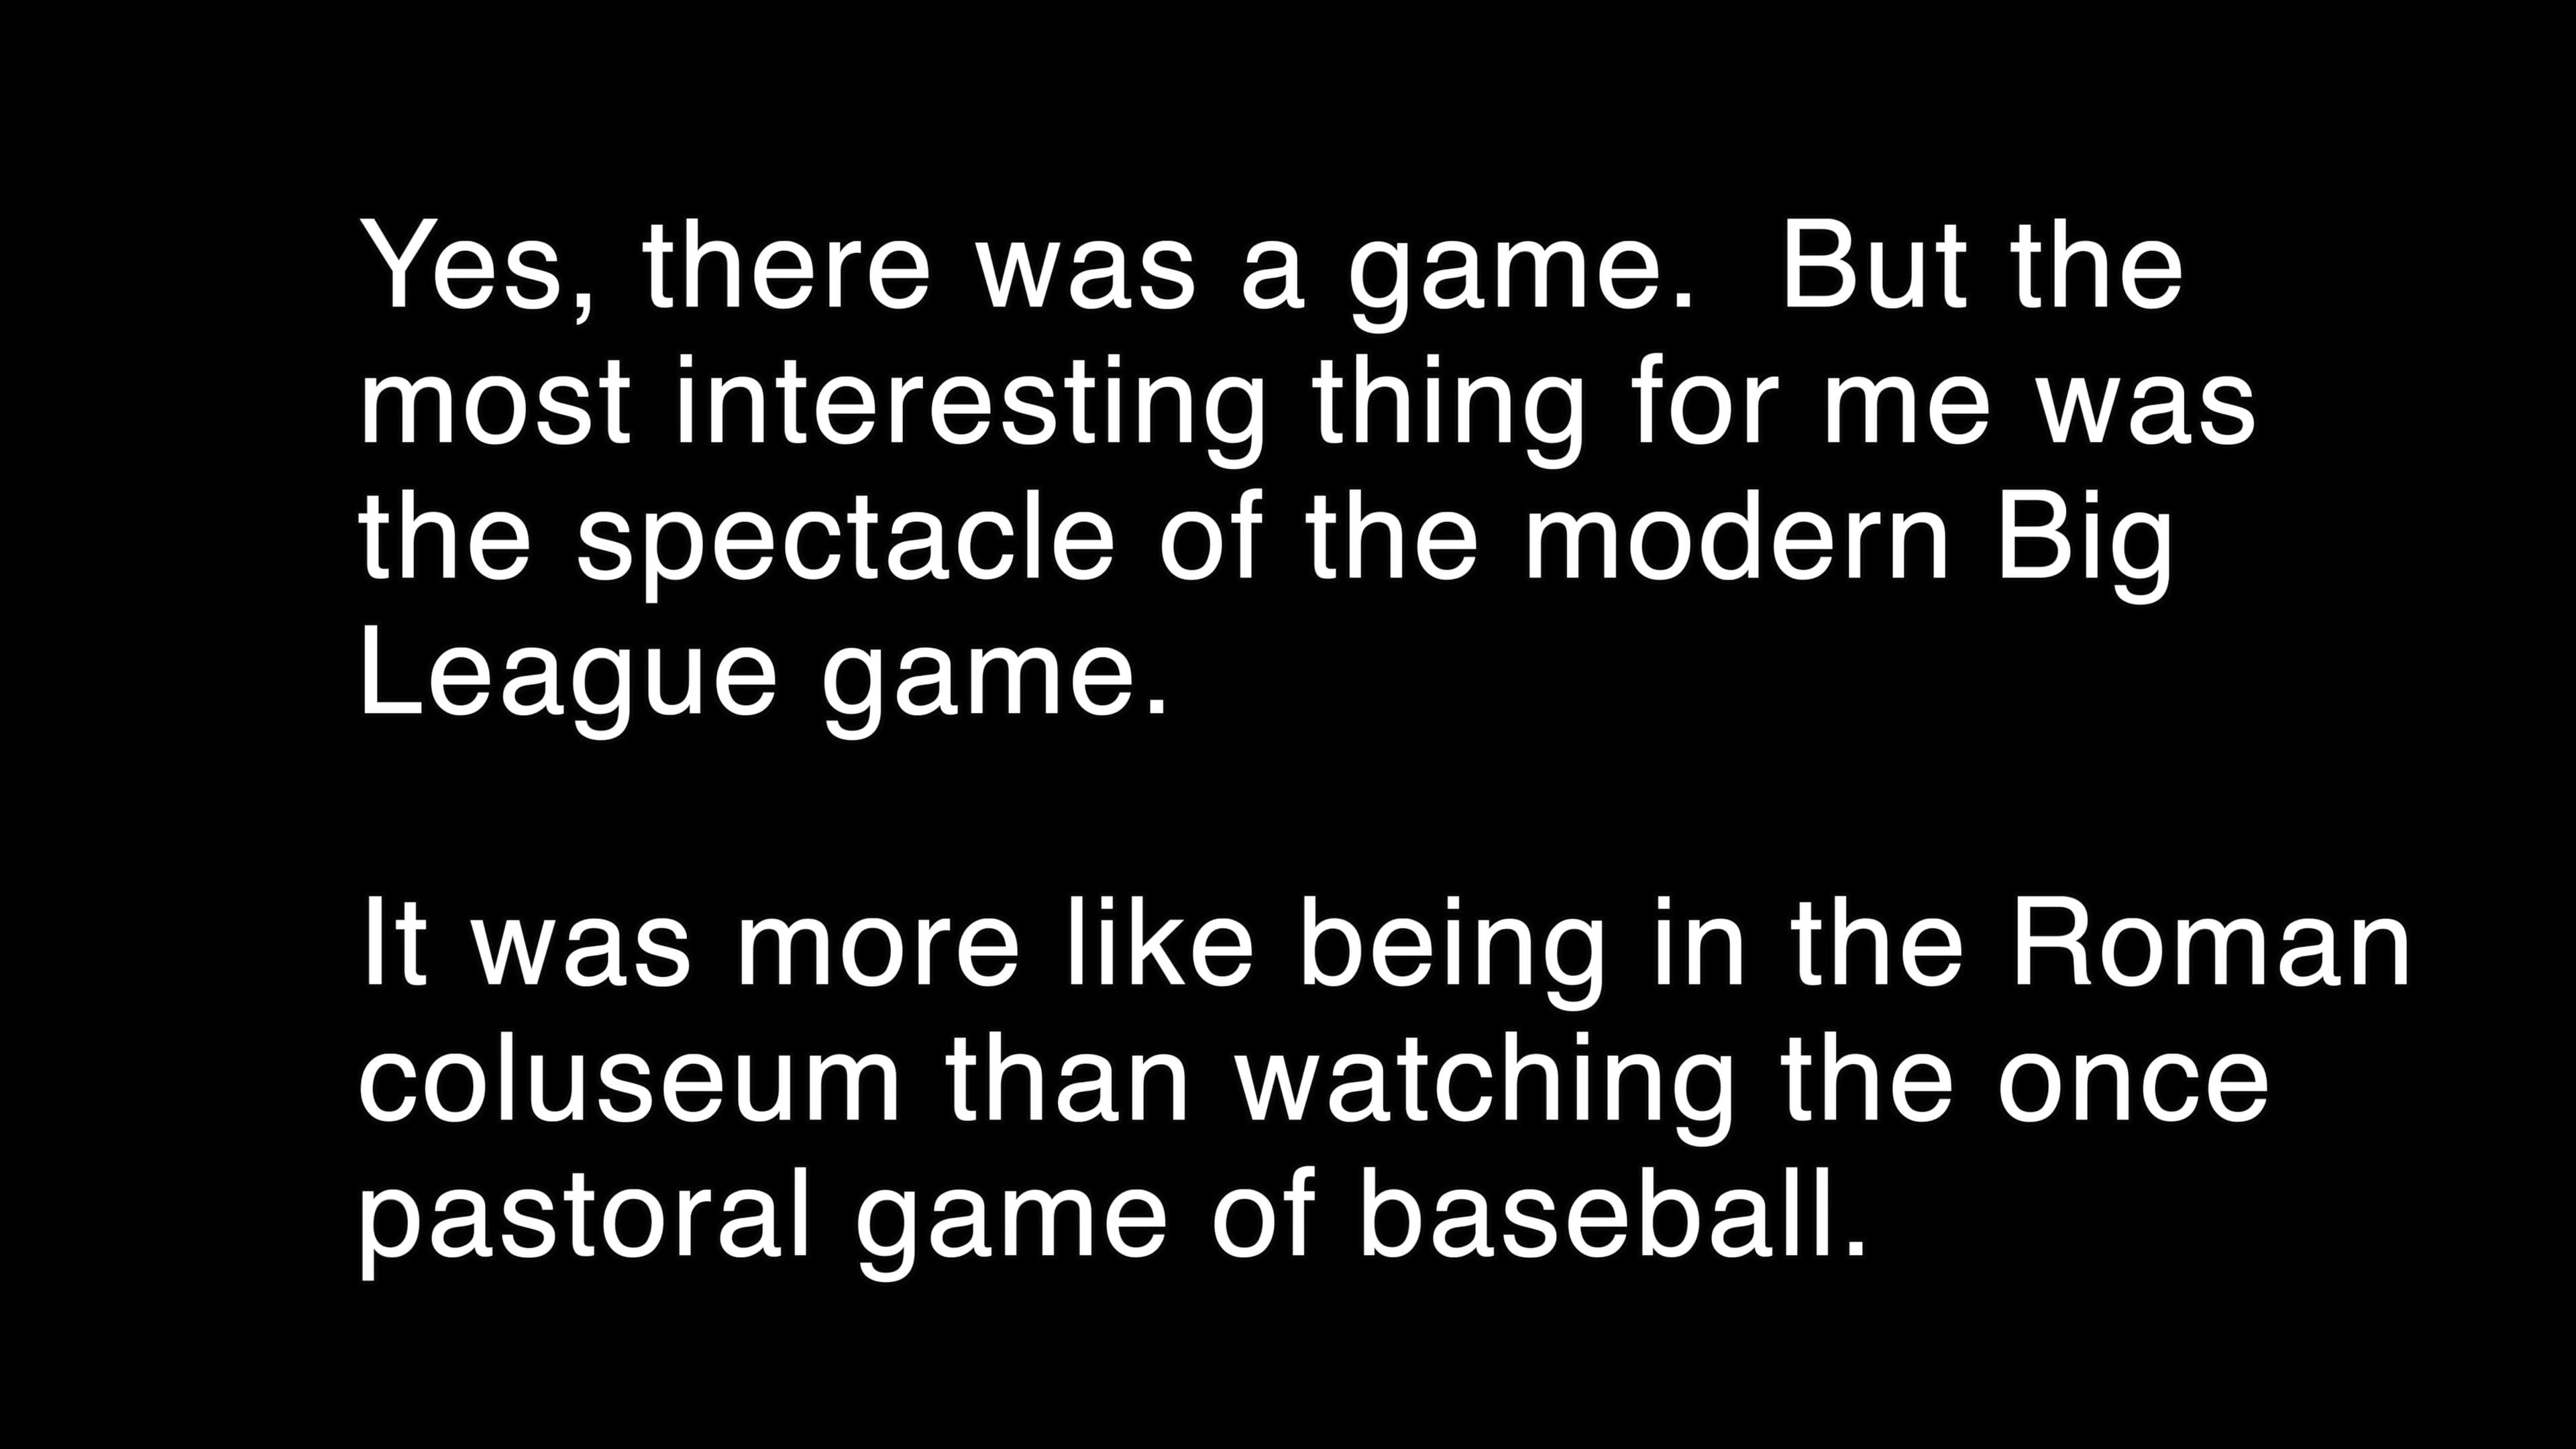 Yes, there was a game.  But the
most interesting thing for me was
the spectacle of the modern Big
League game.
It was more like being in the Roman
coluseum than watching the once
pastoral game of baseball.